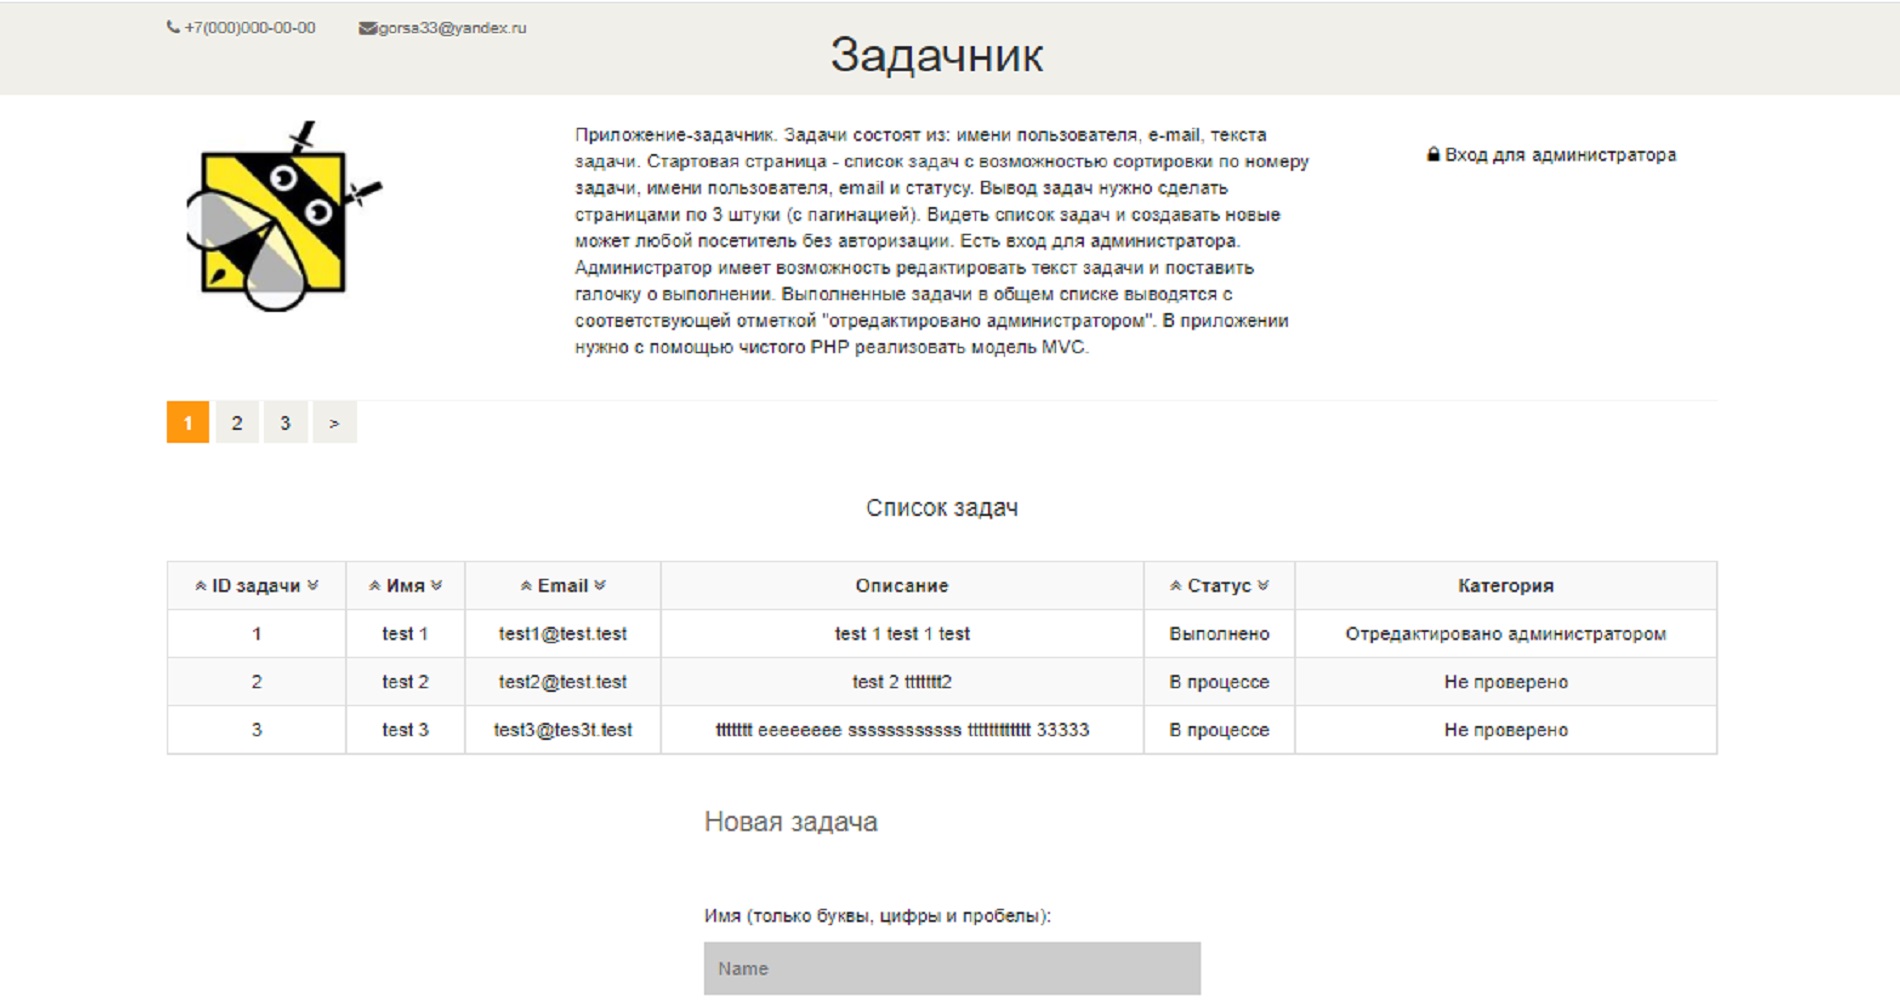 +7(000)000-00-00 gorsa33@yandex.ru
Задачник
Приложение-задачник. Задачи состоят из: имени пользователя, e-mail, текста
задачи. Стартовая страница - список задач с возможностью сортировки по номеру
задачи, имени пользователя, email и статусу. Вывод задач нужно сделать
страницами по 3 штуки (с пагинацией). Видеть список задач и создавать новые
может любой посетитель без авторизации. Есть вход для администратора.
Администратор имеет возможность редактировать текст задачи и поставить
галочку о выполнении. Выполненные задачи в общем списке выводятся с
соответствующей отметкой "отредактировано администратором". В приложении
нужно с помощью чистого PHP реализовать модель MVC.
Вход для администратора
1 2 3 >
Список задач
ID задачи Имя Email Описание Статус Категория
1 test 1 test1@test.test test 1 test 1 test Выполнено Отредактировано администратором
2 test 2 test2@test.test test 2 ttttttt2 В процессе Не проверено
3 test 3 test3@tes3t.test ttttttt eeeeeeee ssssssssssss tttttttttttt 33333 В процессе Не проверено
Новая задача
Имя (только буквы, цифры и пробелы):
Name